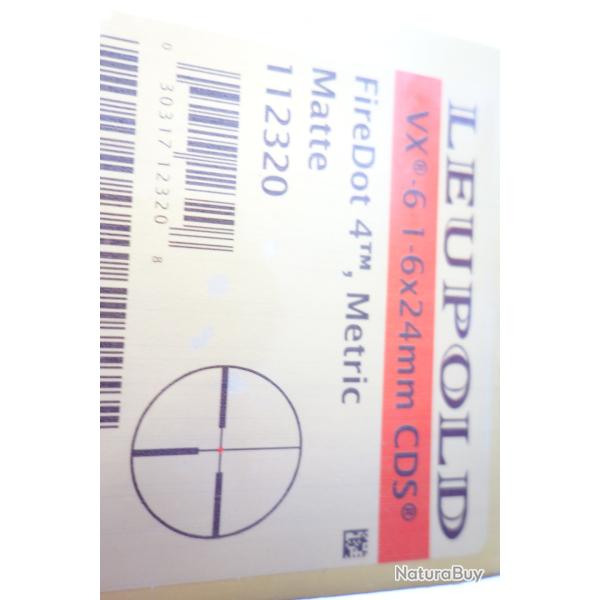 LEUPOLD
VX®-6 1-6x24mm CDS®
FireDot 4™, Metric
Matte
112320
0 30317 12320 8
NaturaBuy